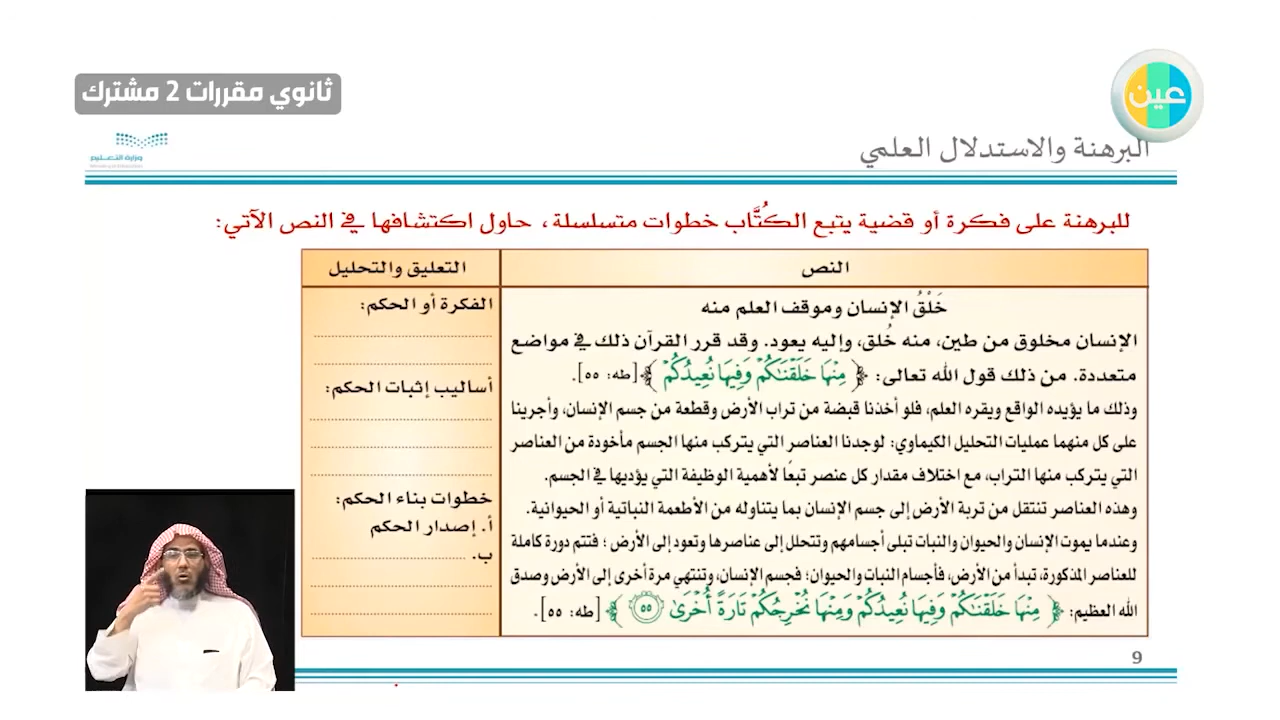 ثانوي مقررات 2 مشترك
عين
وزارة التعليم
البرهنة والاستدلال العلمي
للبرهنة على فكرة أو قضية يتبع الكُتَّاب خطوات متسلسلة، حاول اكتشافها في النص الآتي:
النص
خَلْقُ الإنسان وموقف العلم منه
الإنسان مخلوق من طين، منه خُلق، وإليه يعود. وقد قرر القرآن ذلك في مواضع
متعددة. من ذلك قول الله تعالى: ﴿ مِنْهَا خَلَقْنَاكُمْ وَفِيهَا نُعِيدُكُمْ ﴾ [طه: ٥٥].
وذلك ما يؤيده الواقع ويقره العلم، فلو أخذنا قبضة من تراب الأرض وقطعة من جسم الإنسان، وأجرينا
على كل منهما عمليات التحليل الكيماوي: لوجدنا العناصر التي يتركب منها الجسم مأخودة من العناصر
التي يتركب منها التراب، مع اختلاف مقدار كل عنصر تبعًا لأهمية الوظيفة التي يؤديها في الجسم.
وهذه العناصر تنتقل من تربة الأرض إلى جسم الإنسان بما يتناوله من الأطعمة النباتية أو الحيوانية.
وعندما يموت الإنسان والحيوان والنبات تبلى أجسامهم وتتحلل إلى عناصرها وتعود إلى الأرض ؛ فتتم دورة كاملة
للعناصر المذكورة، تبدأ من الأرض، فأجسام النبات والحيوان؛ فجسم الإنسان، وتنتهي مرة أخرى إلى الأرض وصدق
الله العظيم: ﴿ مِنْهَا خَلَقْنَاكُمْ وَفِيهَا نُعِيدُكُمْ وَمِنْهَا نُخْرِجُكُمْ تَارَةً أُخْرَىٰ ٥٥ ﴾ [طه: ٥٥].
التعليق والتحليل
الفكرة أو الحكم:
أساليب إثبات الحكم:
خطوات بناء الحكم:
أ. إصدار الحكم
ب.
9